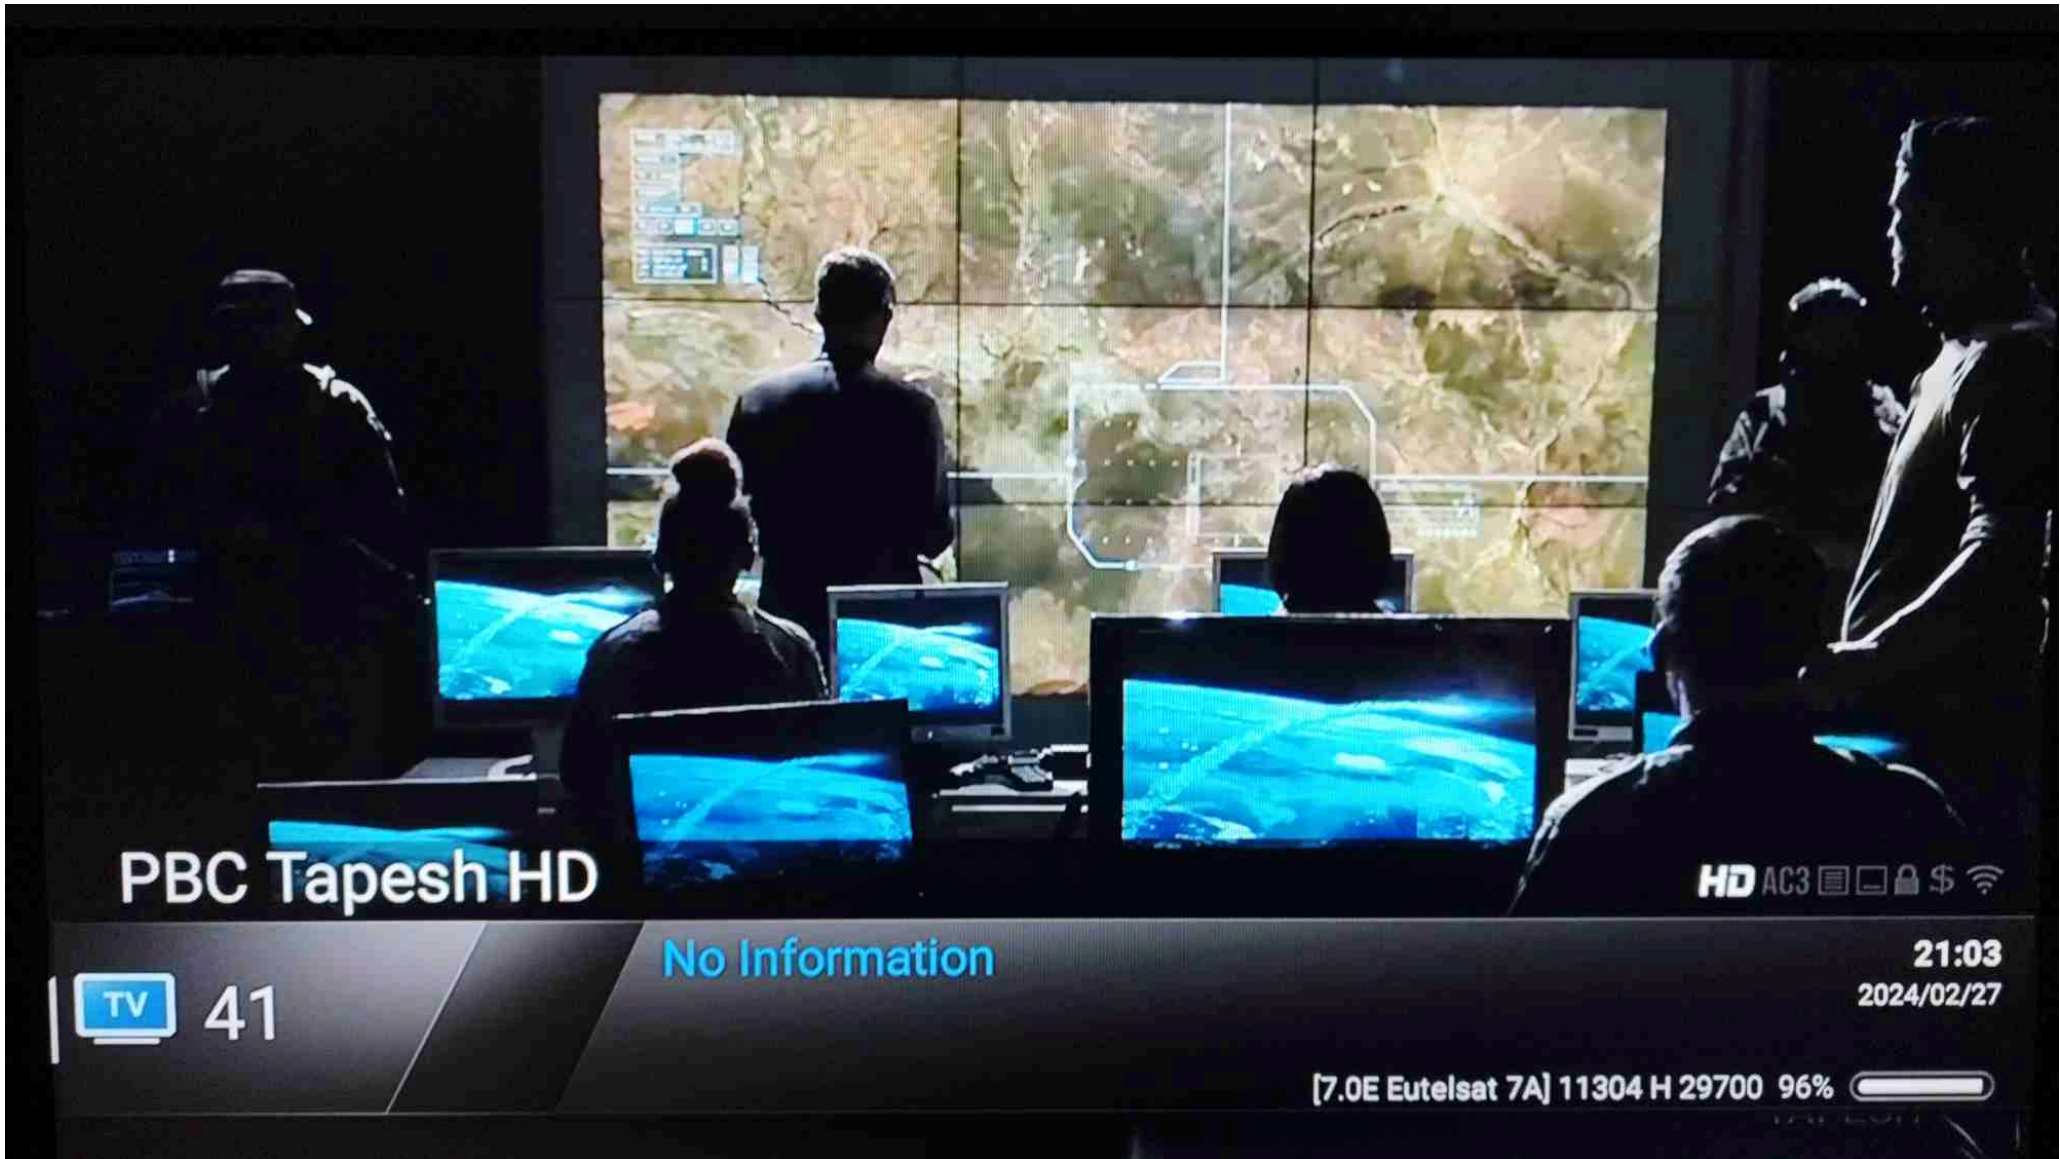 PBC Tapesh HD
HD AC3 $
No Information
TV 41
21:03
2024/02/27
[7.0E Eutelsat 7A] 11304 H 29700 96%